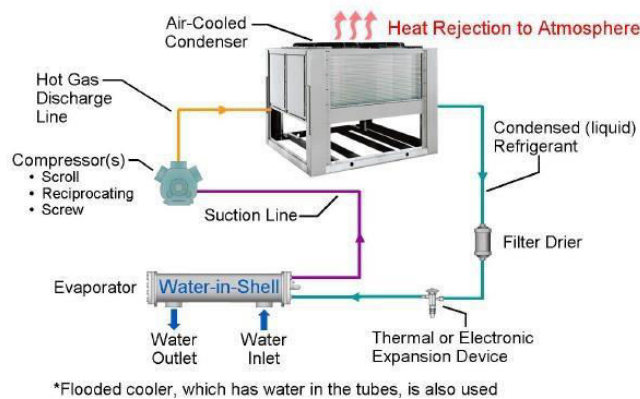 Air-Cooled
Condenser
Heat Rejection to Atmosphere
Hot Gas
Discharge
Line
Condensed (liquid)
Refrigerant
Compressor(s)
• Scroll
• Reciprocating
• Screw
Suction Line
Filter Drier
Evaporator
Water-in-Shell
Water
Outlet
Water
Inlet
Thermal or Electronic
Expansion Device
*Flooded cooler, which has water in the tubes, is also used